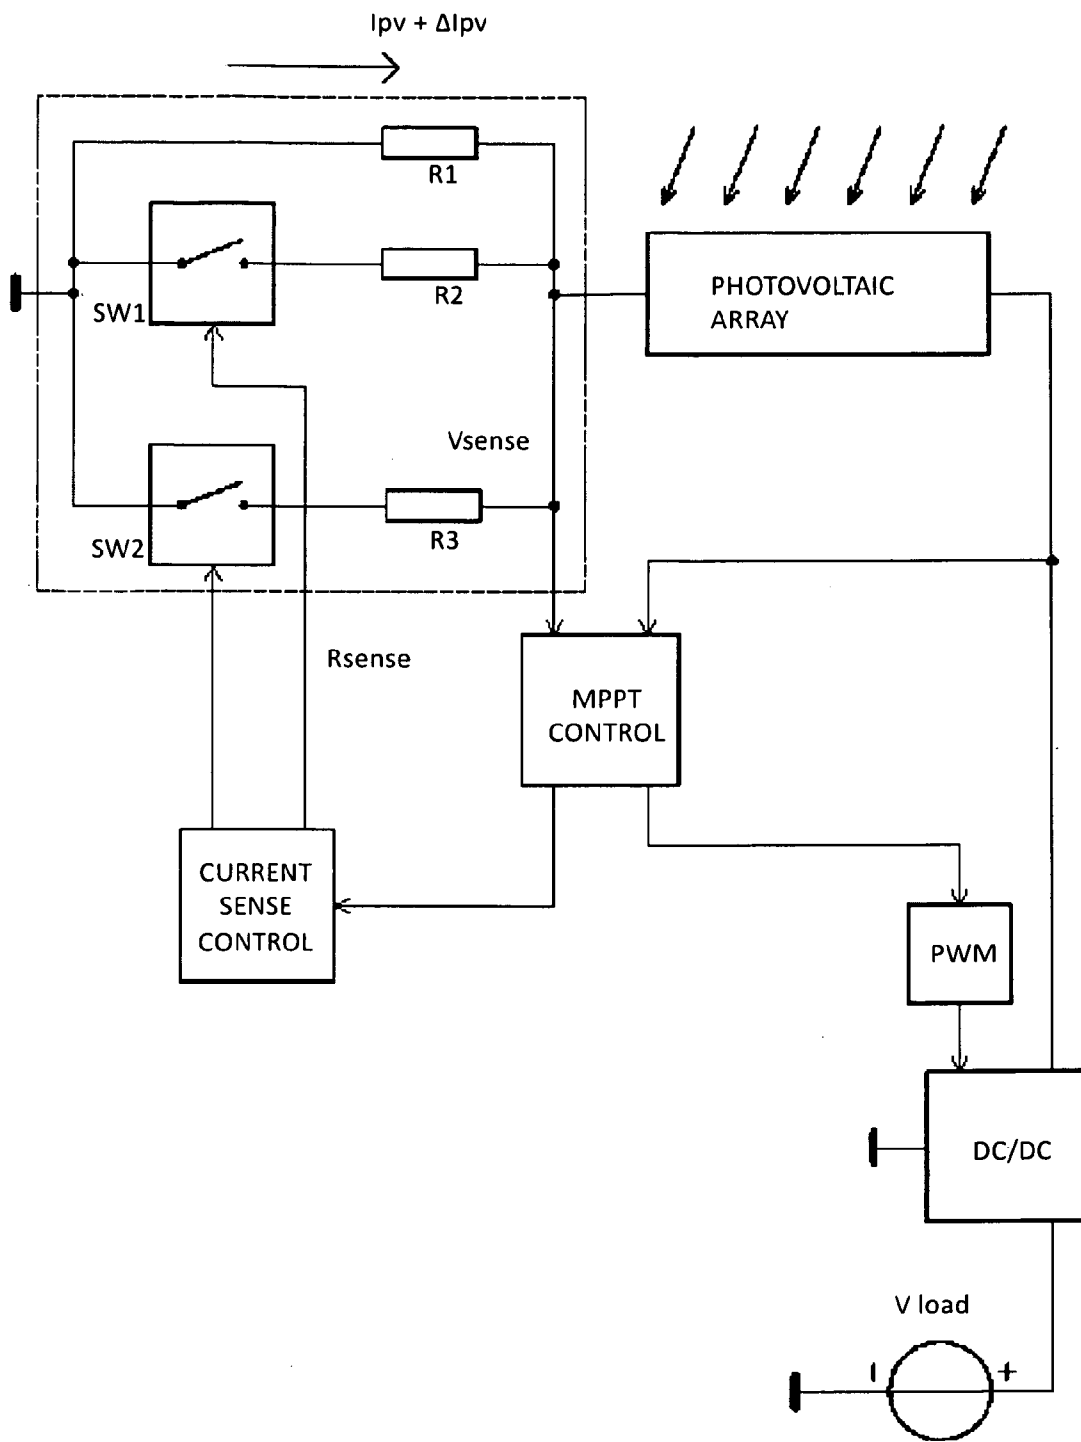 Ipv + ΔIpv
R1
R2
SW1
PHOTOVOLTAIC
ARRAY
Vsense
R3
SW2
Rsense
MPPT
CONTROL
CURRENT
SENSE
CONTROL
PWM
DC/DC
V load
- +